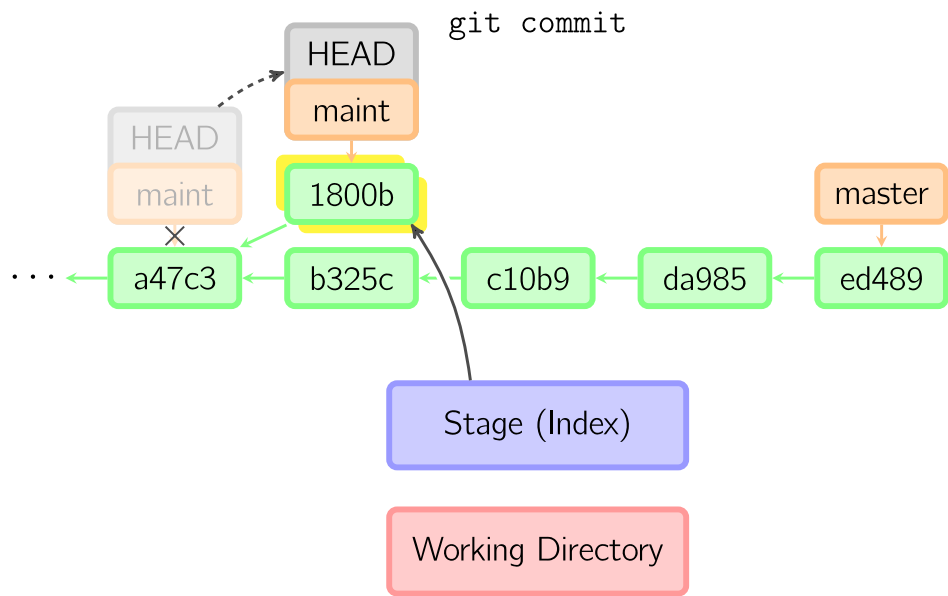 git commit
HEAD
maint
HEAD
maint
1800b
master
... a47c3 b325c c10b9 da985 ed489
Stage (Index)
Working Directory